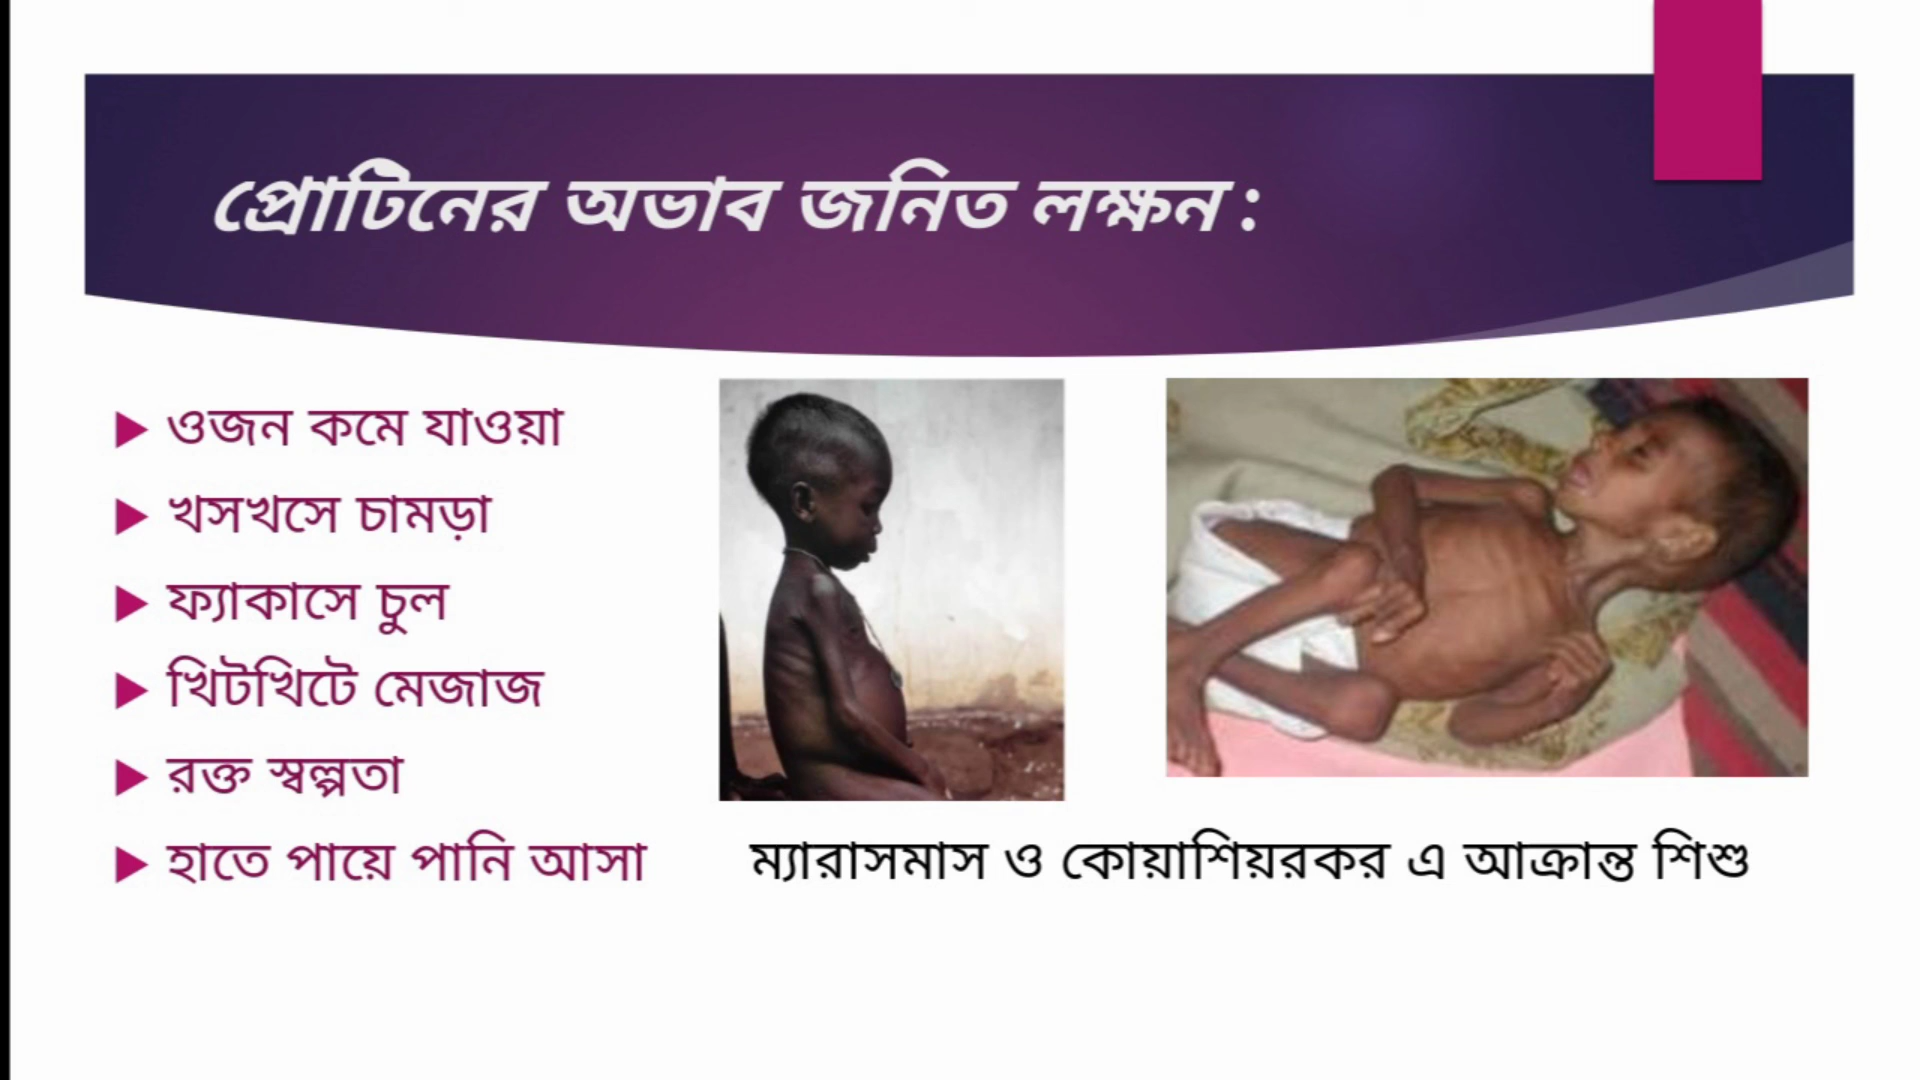 প্রোটিনের অভাব জনিত লক্ষন :
ওজন কমে যাওয়া
খসখসে চামড়া
ফ্যাকাসে চুল
খিটখিটে মেজাজ
রক্ত স্বল্পতা
হাতে পায়ে পানি আসা
ম্যারাসমাস ও কোয়াশিয়রকর এ আক্রান্ত শিশু